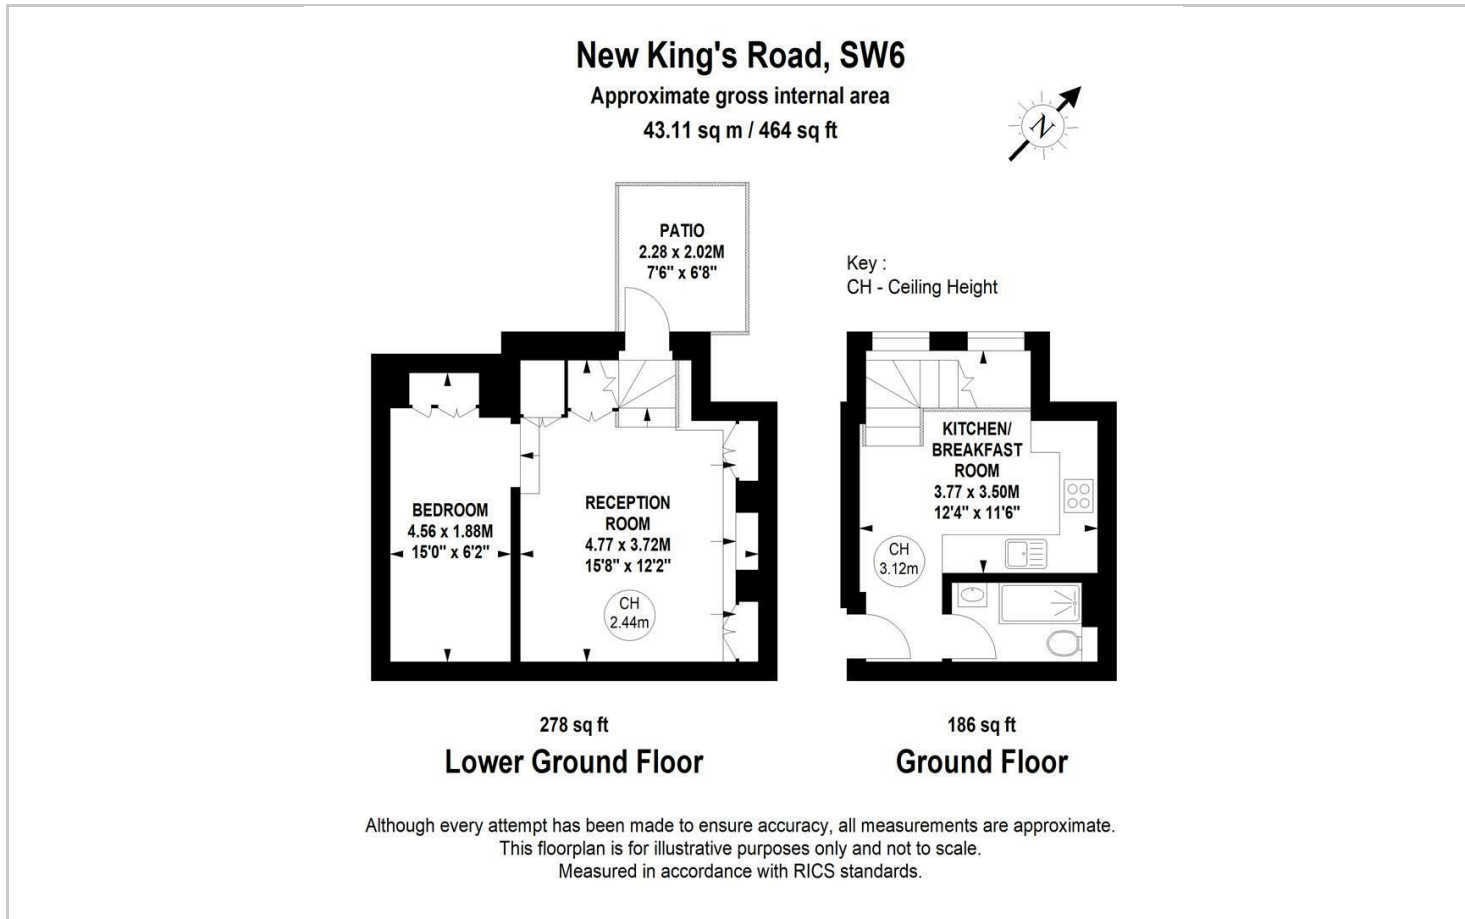 New King's Road, SW6
Approximate gross internal area
43.11 sq m / 464 sq ft
N
PATIO
2.28 x 2.02M
7'6" x 6'8"
Key :
CH - Ceiling Height
BEDROOM
4.56 x 1.88M
15'0" x 6'2"
RECEPTION
ROOM
4.77 x 3.72M
15'8" x 12'2"
CH
2.44m
KITCHEN/
BREAKFAST
ROOM
3.77 x 3.50M
12'4" x 11'6"
CH
3.12m
278 sq ft
Lower Ground Floor
186 sq ft
Ground Floor
Although every attempt has been made to ensure accuracy, all measurements are approximate.
This floorplan is for illustrative purposes only and not to scale.
Measured in accordance with RICS standards.